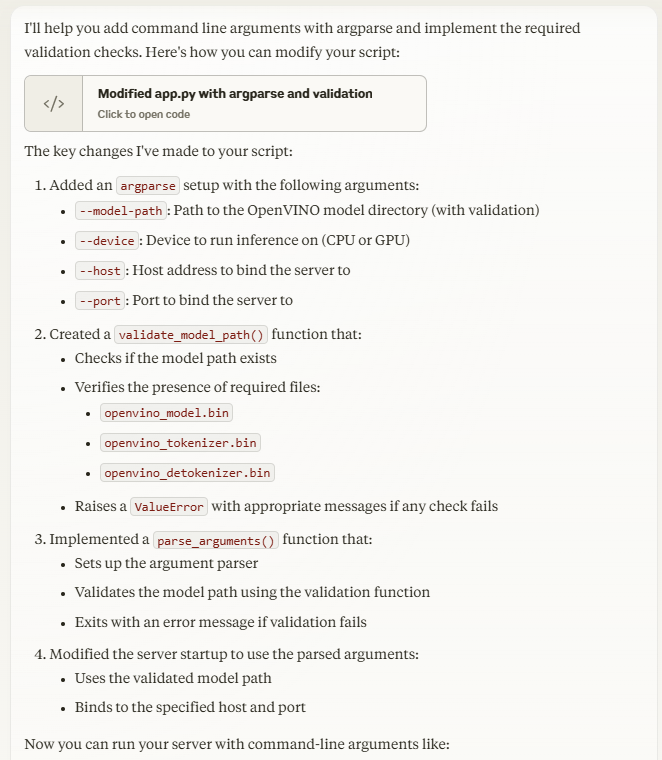 I'll help you add command line arguments with argparse and implement the required
validation checks. Here's how you can modify your script:
</>
Modified app.py with argparse and validation
Click to open code
The key changes I've made to your script:
1. Added an argparse setup with the following arguments:
• --model-path: Path to the OpenVINO model directory (with validation)
• --device: Device to run inference on (CPU or GPU)
• --host: Host address to bind the server to
• --port: Port to bind the server to
2. Created a validate_model_path() function that:
• Checks if the model path exists
• Verifies the presence of required files:
• openvino_model.bin
• openvino_tokenizer.bin
• openvino_detokenizer.bin
• Raises a ValueError with appropriate messages if any check fails
3. Implemented a parse_arguments() function that:
• Sets up the argument parser
• Validates the model path using the validation function
• Exits with an error message if validation fails
4. Modified the server startup to use the parsed arguments:
• Uses the validated model path
• Binds to the specified host and port
Now you can run your server with command-line arguments like: